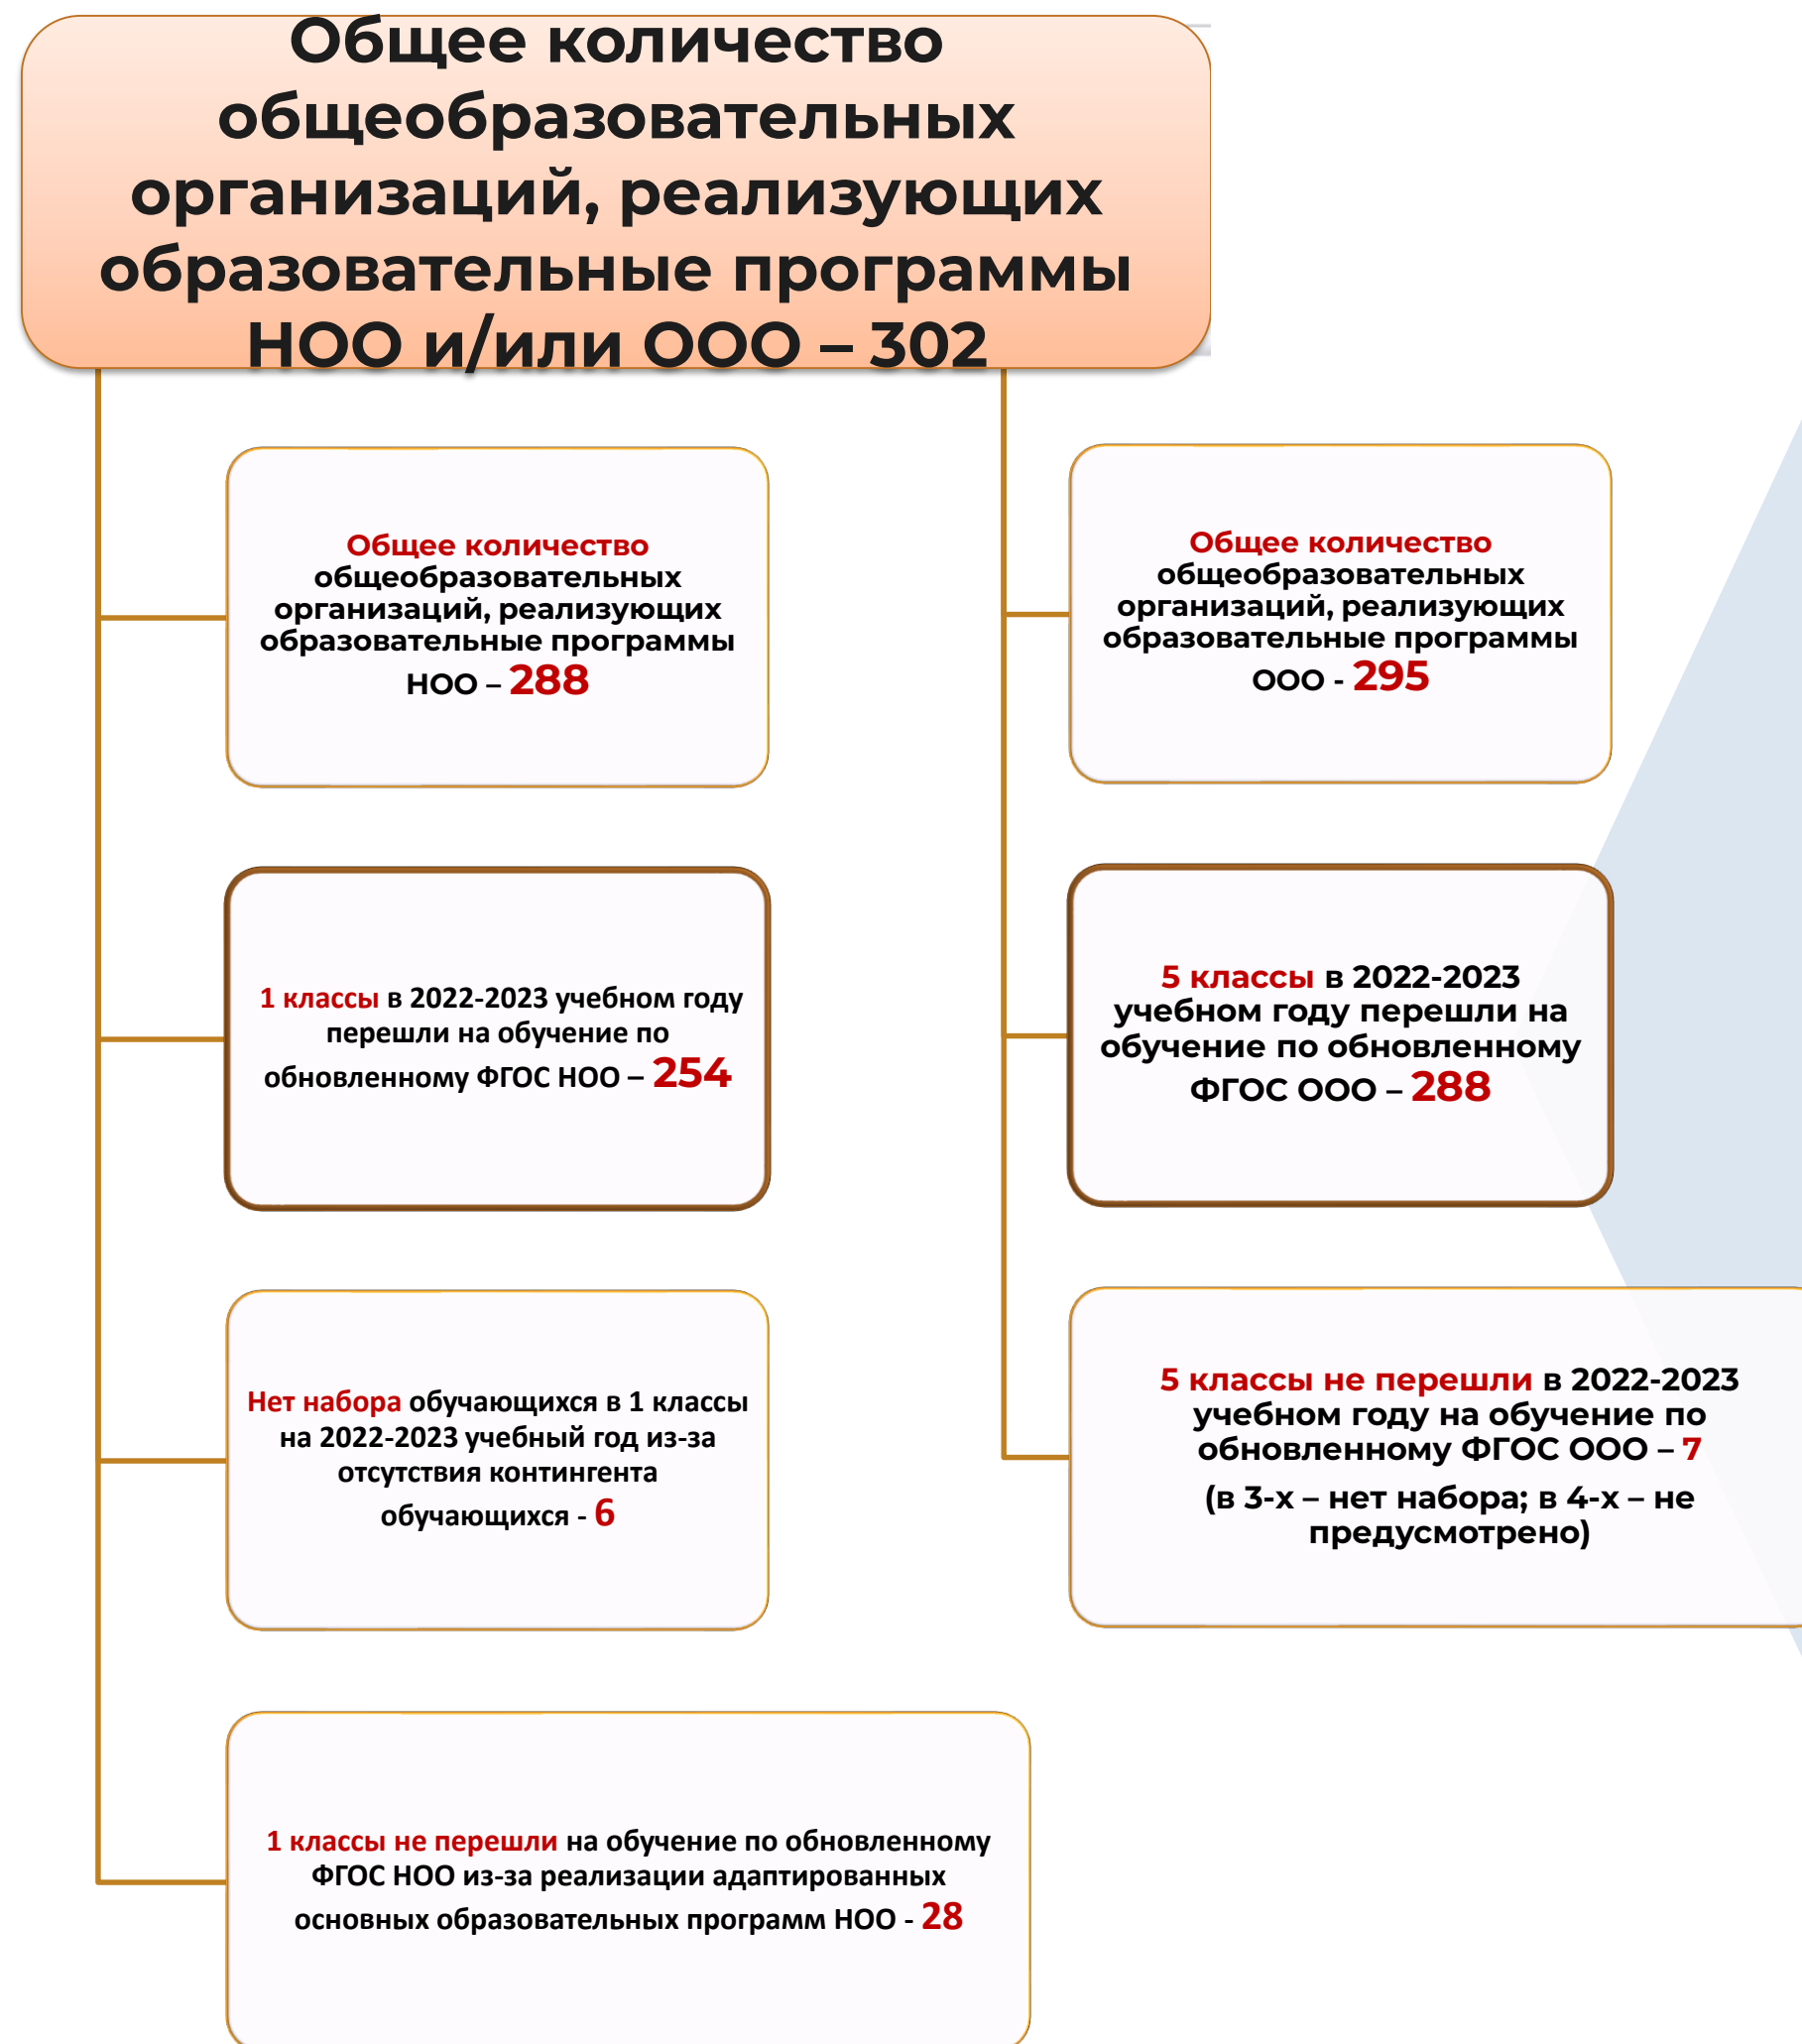 Общее количество
общеобразовательных
организаций, реализующих
образовательные программы
НОО и/или ООО – 302
Общее количество
общеобразовательных
организаций, реализующих
образовательные программы
НОО – 288
1 классы в 2022-2023 учебном году
перешли на обучение по
обновленному ФГОС НОО – 254
Нет набора обучающихся в 1 классы
на 2022-2023 учебный год из-за
отсутствия контингента
обучающихся - 6
1 классы не перешли на обучение по обновленному
ФГОС НОО из-за реализации адаптированных
основных образовательных программ НОО - 28
Общее количество
общеобразовательных
организаций, реализующих
образовательные программы
ООО - 295
5 классы в 2022-2023
учебном году перешли на
обучение по обновленному
ФГОС ООО – 288
5 классы не перешли в 2022-2023
учебном году на обучение по
обновленному ФГОС ООО – 7
(в 3-х – нет набора; в 4-х – не
предусмотрено)